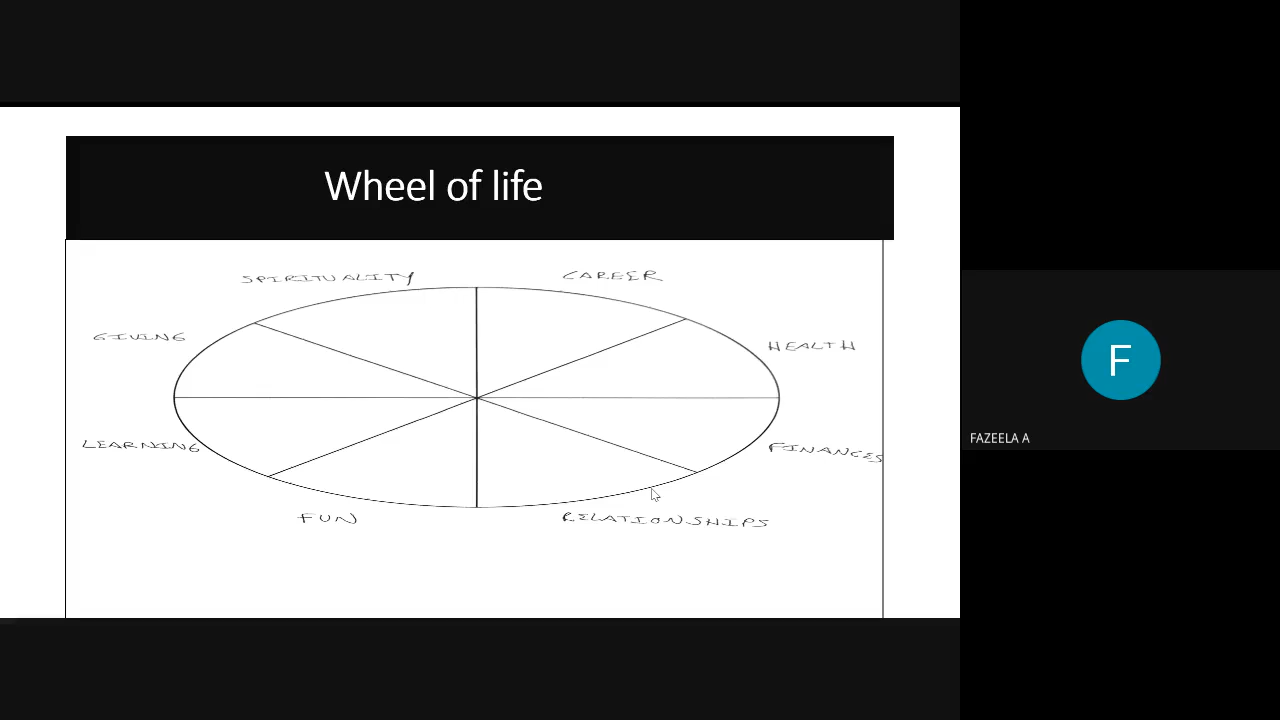 Wheel of life
SPIRITUALITY
CAREER
GIVING
HEALTH
LEARNING
FINANCES
FUN
RELATIONSHIPS
F
FAZEELA A